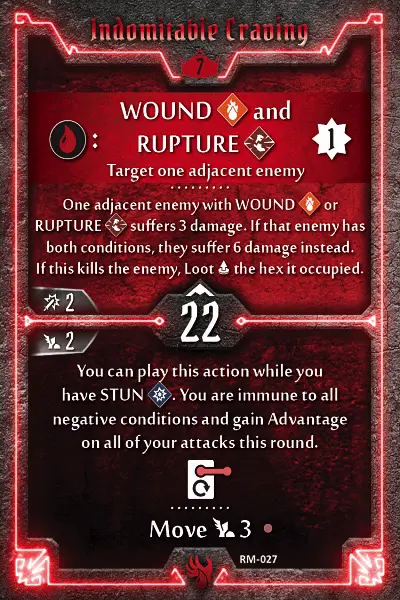 Indomitable Craving
7
WOUND and
RUPTURE
: 1
Target one adjacent enemy
One adjacent enemy with WOUND or
RUPTURE suffers 3 damage. If that enemy has
both conditions, they suffer 6 damage instead.
If this kills the enemy, Loot the hex it occupied.
2
22
2
You can play this action while you
have STUN . You are immune to all
negative conditions and gain Advantage
on all of your attacks this round.
Move 3
RM-027